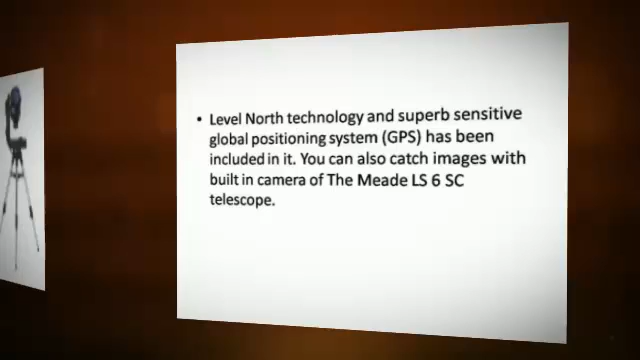 • Level North technology and superb sensitive
global positioning system (GPS) has been
included in it. You can also catch images with
built in camera of The Meade LS 6 SC
telescope.